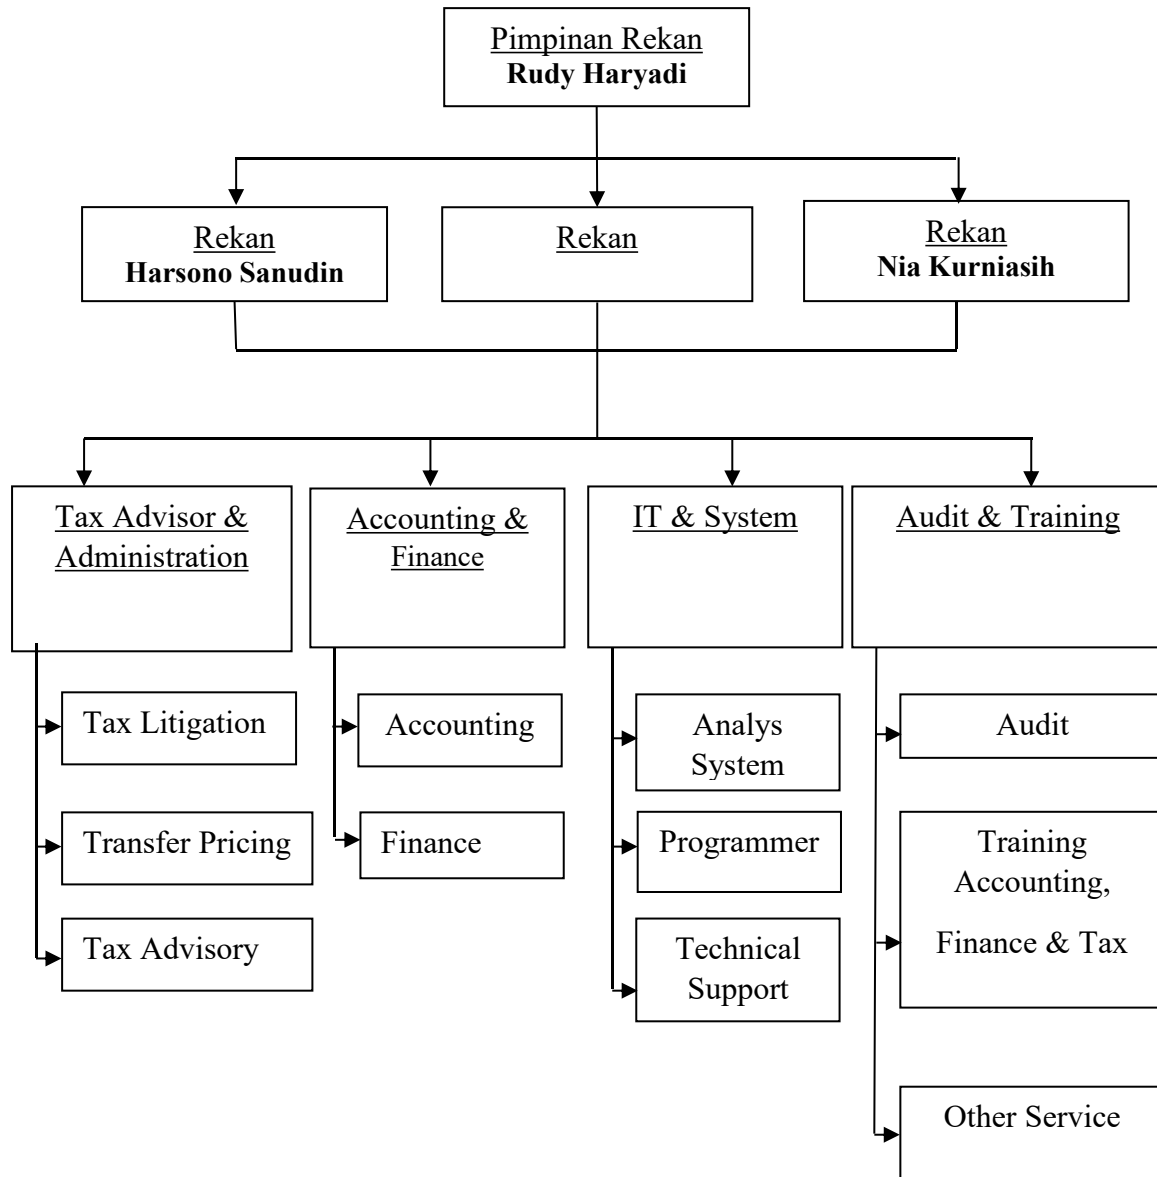 Pimpinan Rekan
Rudy Haryadi
Rekan
Harsono Sanudin
Rekan
Rekan
Nia Kurniasih
Tax Advisor &
Administration
Accounting &
Finance
IT & System
Audit & Training
Tax Litigation
Transfer Pricing
Tax Advisory
Accounting
Finance
Analys
System
Programmer
Technical
Support
Audit
Training
Accounting,
Finance & Tax
Other Service